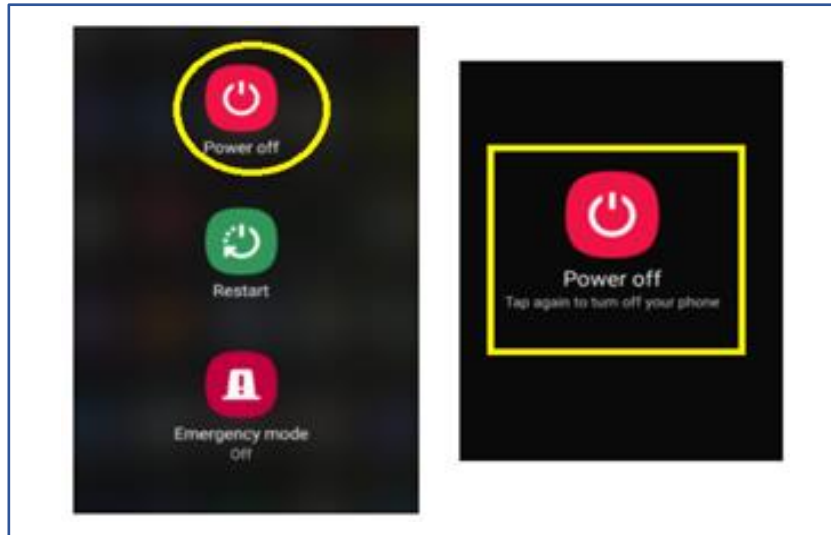 Power off
Restart
Emergency mode
Off
Power off
Tap again to turn off your phone